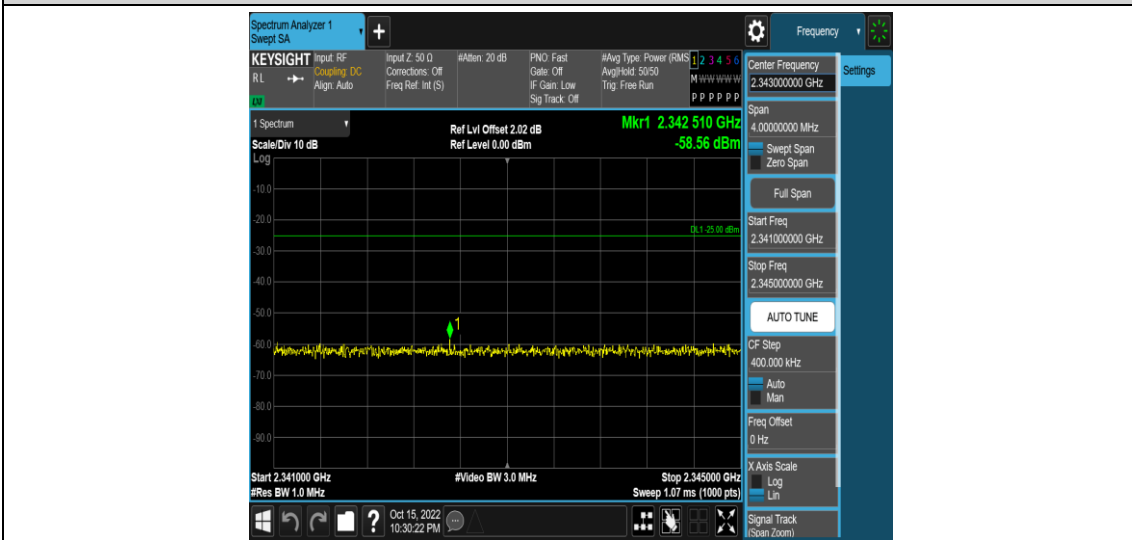 Spectrum Analyzer 1
Swept SA
Frequency
KEYSIGHT
RL
LXI
Input: RF
Coupling: DC
Align: Auto
Input Z: 50 Ω
Corrections: Off
Freq Ref: Int (S)
#Atten: 20 dB
PNO: Fast
Gate: Off
IF Gain: Low
Sig Track: Off
#Avg Type: Power (RMS
Avg|Hold: 50/50
Trig: Free Run
1 2 3 4 5 6
M W W W W W
P P P P P P
1 Spectrum
Scale/Div 10 dB
Log
Ref Lvl Offset 2.02 dB
Ref Level 0.00 dBm
Mkr1 2.342 510 GHz
-58.56 dBm
-10.0
-20.0
DL1 -25.00 dBm
-30.0
-40.0
-50.0
1
-60.0
-70.0
-80.0
-90.0
Start 2.341000 GHz
#Res BW 1.0 MHz
#Video BW 3.0 MHz
Stop 2.345000 GHz
Sweep 1.07 ms (1000 pts)
?
Oct 15, 2022
10:30:22 PM
Center Frequency
2.343000000 GHz
Settings
Span
4.00000000 MHz
Swept Span
Zero Span
Full Span
Start Freq
2.341000000 GHz
Stop Freq
2.345000000 GHz
AUTO TUNE
CF Step
400.000 kHz
Auto
Man
Freq Offset
0 Hz
X Axis Scale
Log
Lin
Signal Track
(Span Zoom)